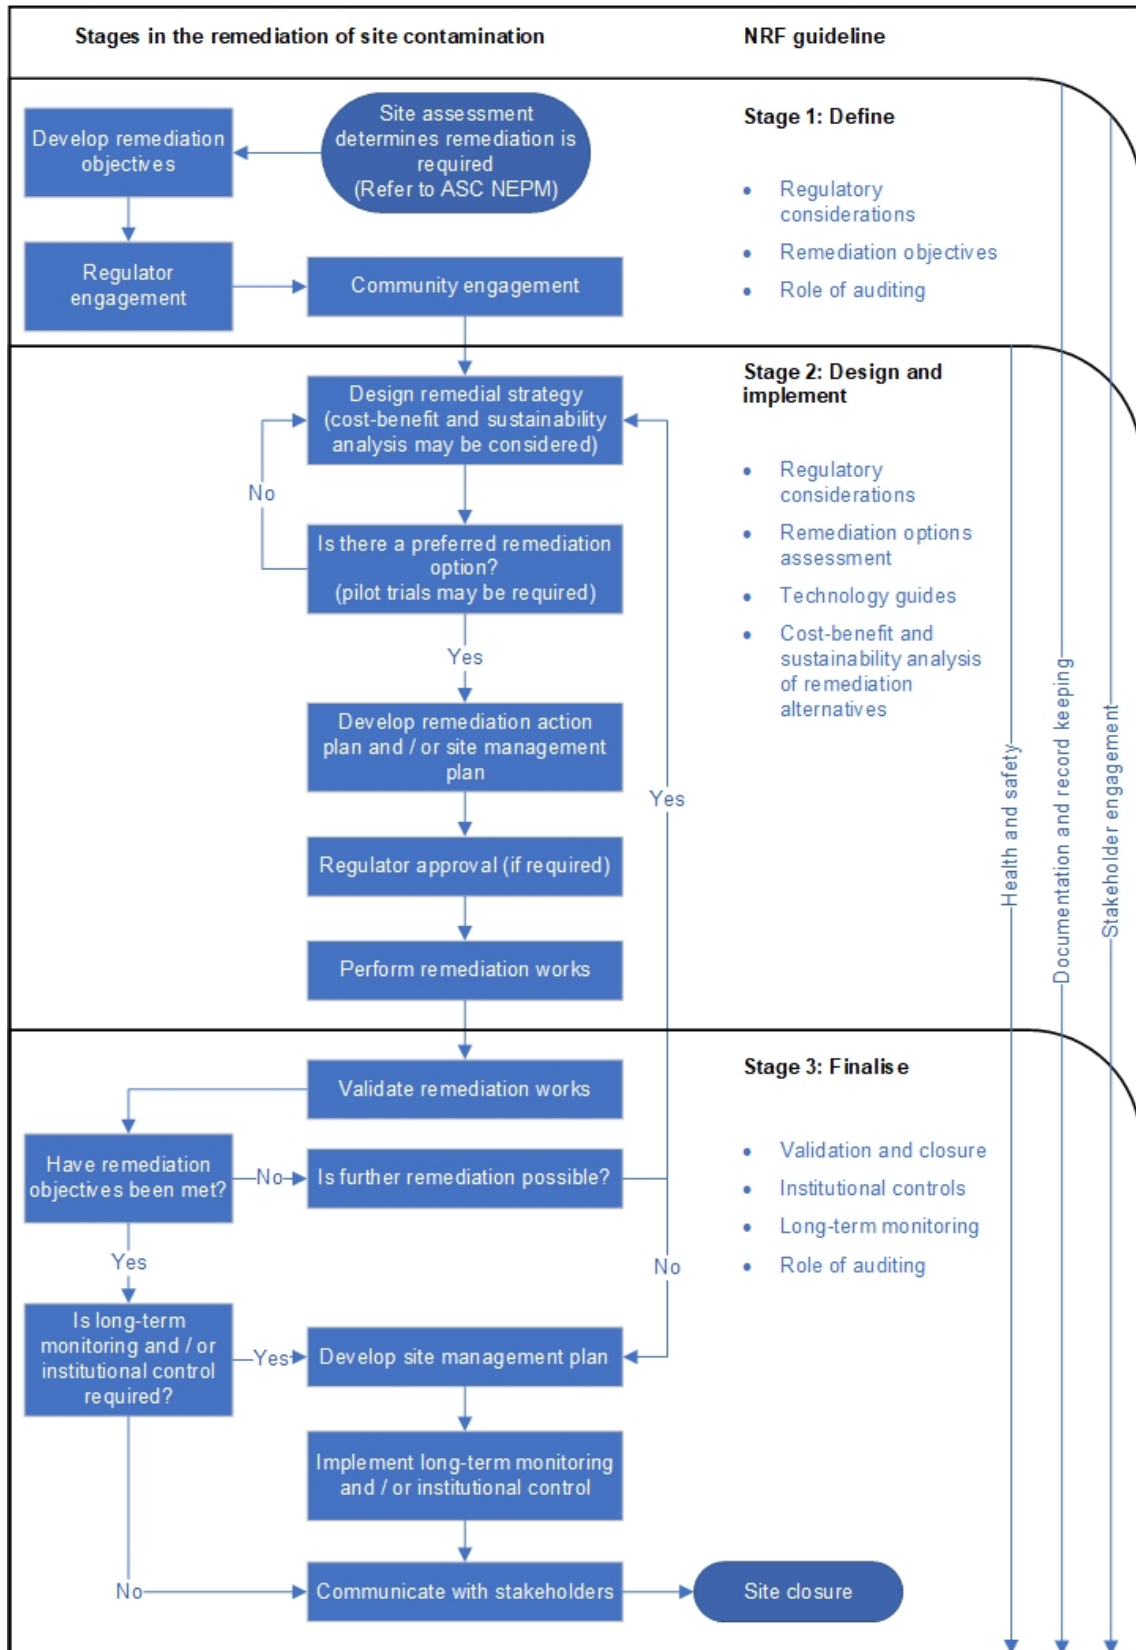 Stages in the remediation of site contamination
NRF guideline
Site assessment
determines remediation is
required
(Refer to ASC NEPM)
Develop remediation
objectives
Regulator
engagement
Community engagement
Stage 1: Define
• Regulatory
considerations
• Remediation objectives
• Role of auditing
Design remedial strategy
(cost-benefit and sustainability
analysis may be considered)
No
Is there a preferred remediation
option?
(pilot trials may be required)
Yes
Develop remediation action
plan and / or site management
plan
Yes
Regulator approval (if required)
Perform remediation works
Stage 2: Design and
implement
• Regulatory
considerations
• Remediation options
assessment
• Technology guides
• Cost-benefit and
sustainability analysis
of remediation
alternatives
Health and safety
Documentation and record keeping
Stakeholder engagement
Validate remediation works
Have remediation
objectives been met?
No
Is further remediation possible?
Yes
No
Is long-term
monitoring and / or
institutional control
required?
Yes
Develop site management plan
Implement long-term monitoring
and / or institutional control
No
Communicate with stakeholders
Site closure
Stage 3: Finalise
• Validation and closure
• Institutional controls
• Long-term monitoring
• Role of auditing